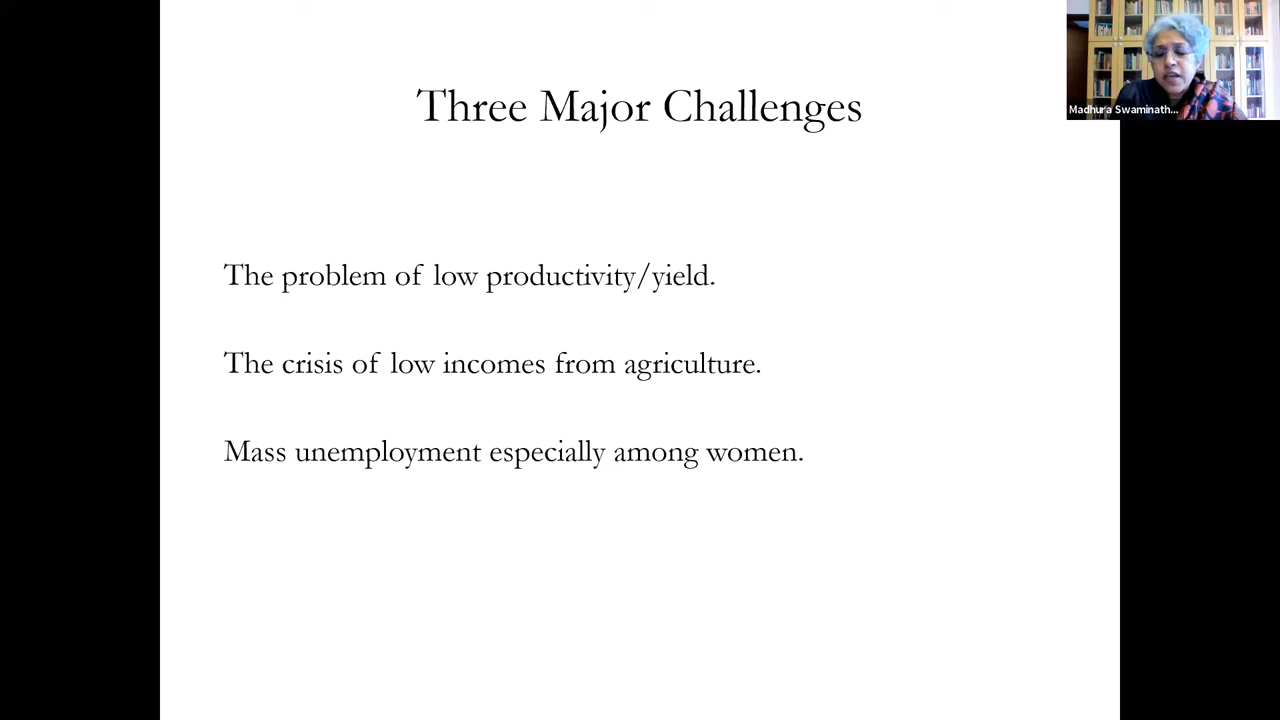 Three Major Challenges
Madhura Swaminath...
The problem of low productivity/yield.
The crisis of low incomes from agriculture.
Mass unemployment especially among women.